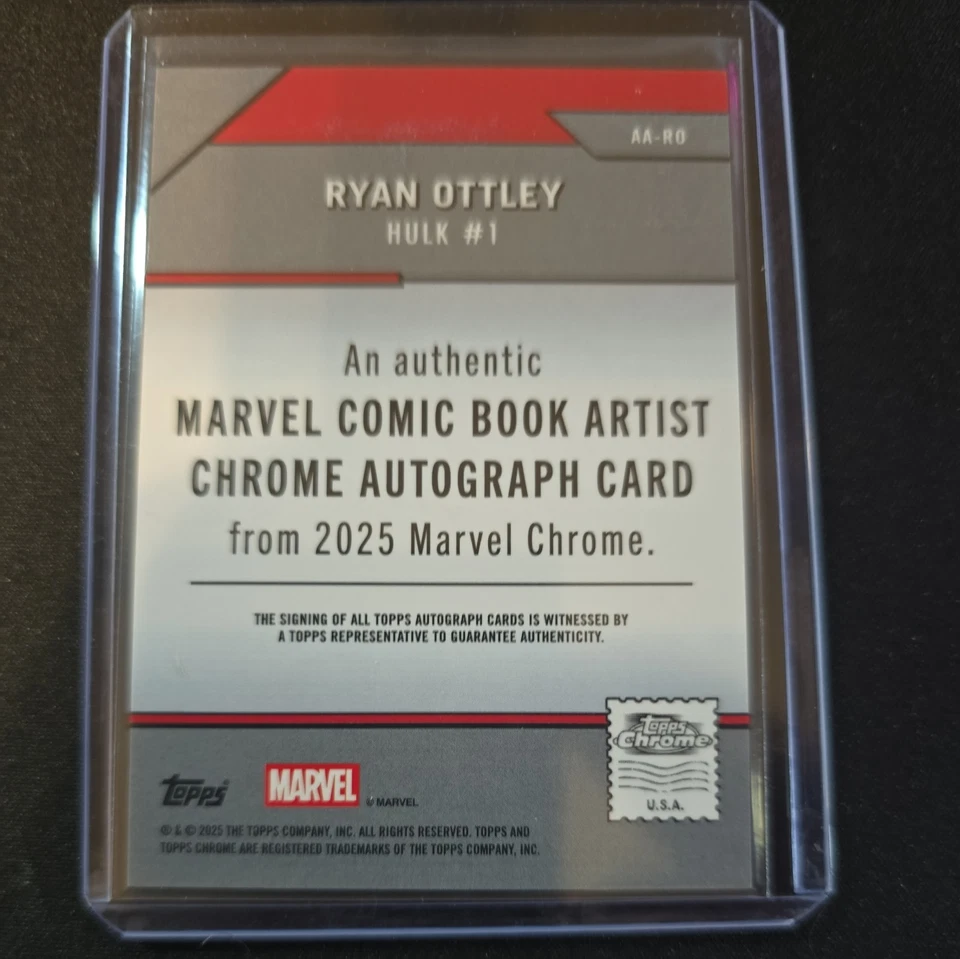 AA-RO
RYAN OTTLEY
HULK #1
An authentic
MARVEL COMIC BOOK ARTIST
CHROME AUTOGRAPH CARD
from 2025 Marvel Chrome.
THE SIGNING OF ALL TOPPS AUTOGRAPH CARDS IS WITNESSED BY
A TOPPS REPRESENTATIVE TO GUARANTEE AUTHENTICITY.
Topps
Chrome
U.S.A.
Topps®
MARVEL
© MARVEL
® & © 2025 THE TOPPS COMPANY, INC. ALL RIGHTS RESERVED. TOPPS AND
TOPPS CHROME ARE REGISTERED TRADEMARKS OF THE TOPPS COMPANY, INC.